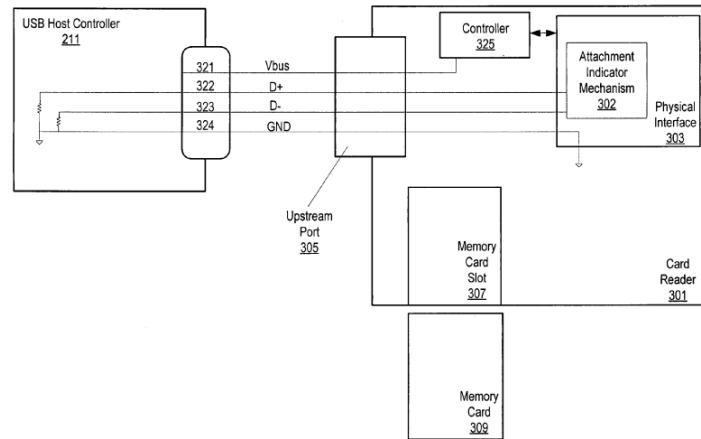 USB Host Controller
211
321
Vbus
322
D+
323
D-
324
GND
Controller
325
Attachment
Indicator
Mechanism
302
Physical
Interface
303
Upstream
Port
305
Memory
Card
Slot
307
Card
Reader
301
Memory
Card
309